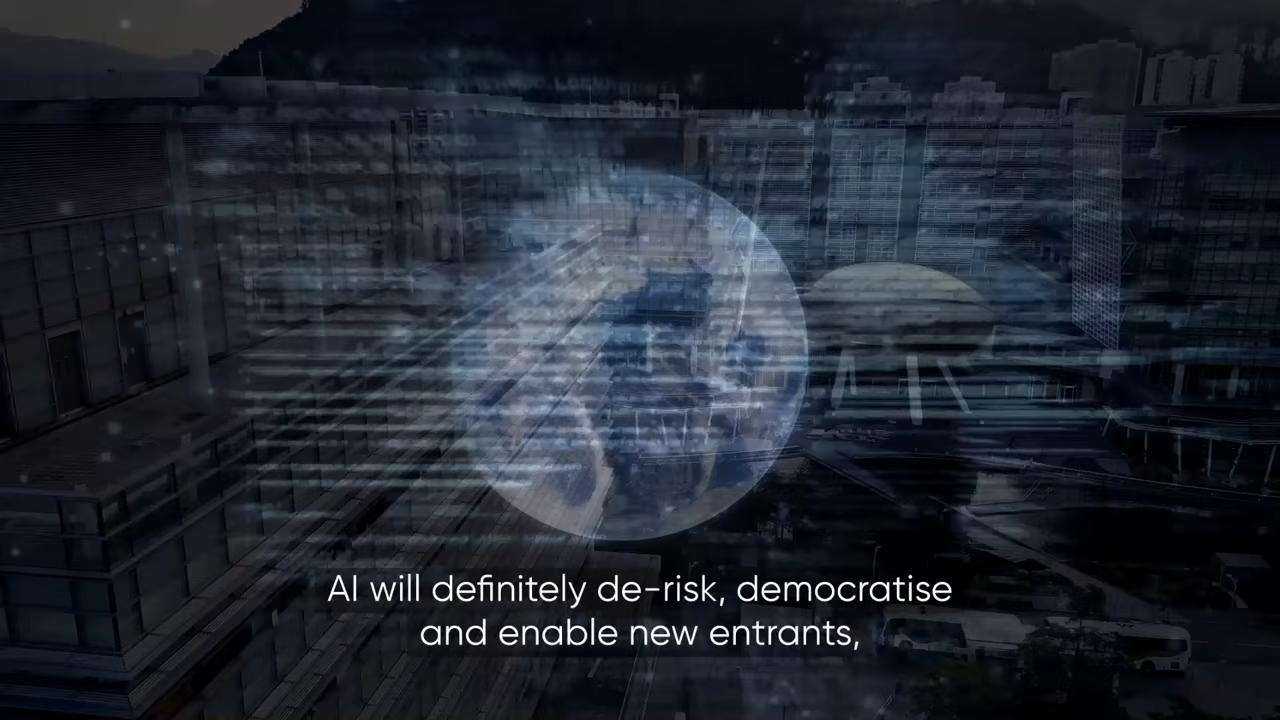 AI will definitely de-risk, democratise
and enable new entrants,